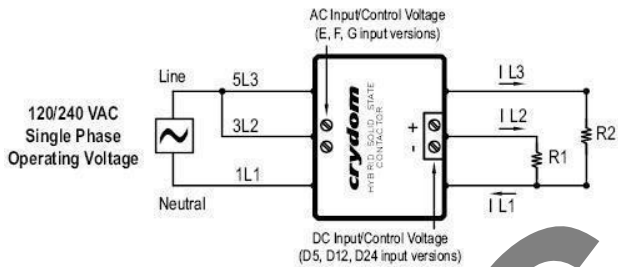 AC Input/Control Voltage
(E, F, G input versions)
120/240 VAC
Single Phase
Operating Voltage
Line
5L3
3L2
1L1
Neutral
crydom
HYBRID SOLID STATE
CONTACTOR
+
-
I L3
I L2
R1
R2
I L1
DC Input/Control Voltage
(D5, D12, D24 input versions)